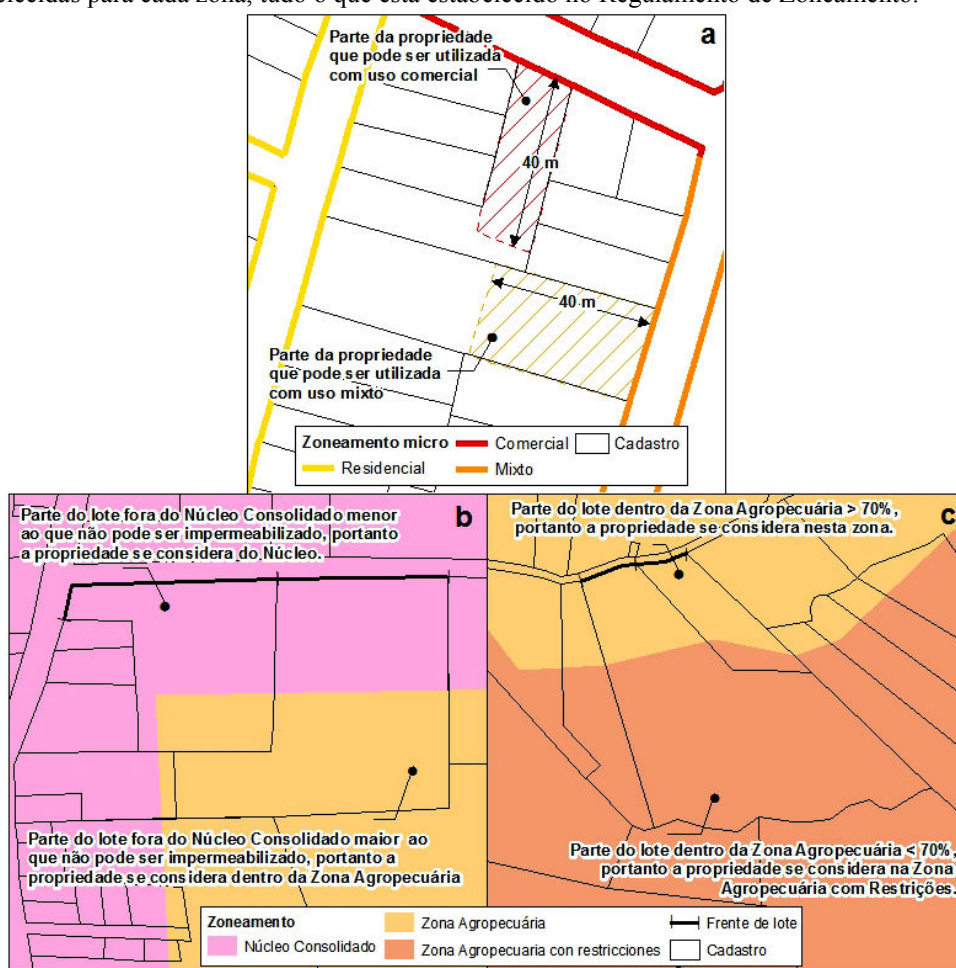 elecidas para cada zona, tudo o que está estabelecido no Regulamento de Zoneamento.
a
Parte da propriedade
que pode ser utilizada
com uso comercial
40 m
40 m
Parte da propriedade
que pode ser utilizada
com uso mixto
Zoneamento micro
Comercial
Cadastro
Residencial
Mixto
b
Parte do lote fora do Núcleo Consolidado menor
ao que não pode ser impermeabilizado, portanto
a propriedade se considera do Núcleo.
Parte do lote fora do Núcleo Consolidado maior ao
que não pode ser impermeabilizado, portanto a
propriedade se considera dentro da Zona Agropecuária
c
Parte do lote dentro da Zona Agropecuária > 70%,
portanto a propriedade se considera nesta zona.
Parte do lote dentro da Zona Agropecuária < 70%,
portanto a propriedade se considera na Zona
Agropecuária com Restrições.
Zoneamento
Núcleo Consolidado
Zona Agropecuária
Zona Agropecuaria con restricciones
Frente de lote
Cadastro